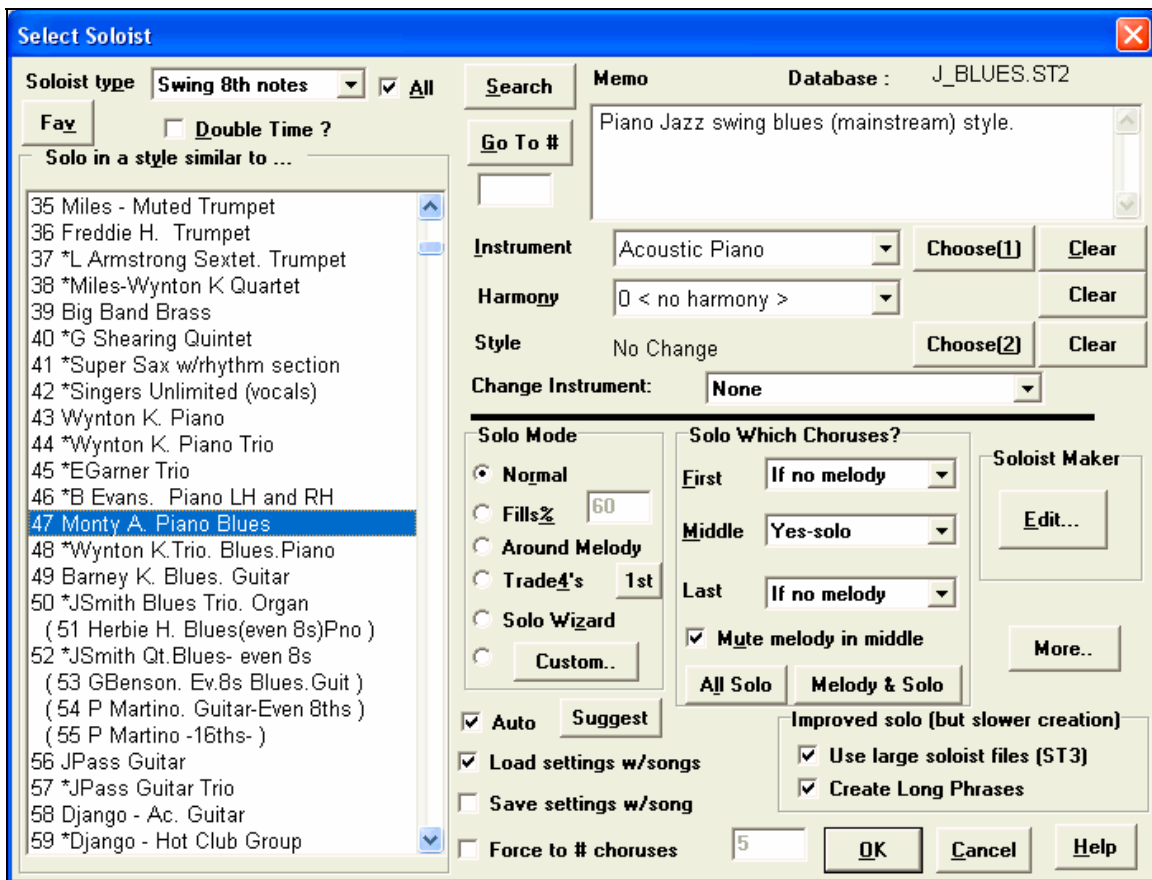 Select Soloist
Soloist type Swing 8th notes All
Fav Double Time ?
Solo in a style similar to ...
35 Miles - Muted Trumpet
36 Freddie H. Trumpet
37 *L Armstrong Sextet. Trumpet
38 *Miles-Wynton K Quartet
39 Big Band Brass
40 *G Shearing Quintet
41 *Super Sax w/rhythm section
42 *Singers Unlimited (vocals)
43 Wynton K. Piano
44 *Wynton K. Piano Trio
45 *EGarner Trio
46 *B Evans. Piano LH and RH
47 Monty A. Piano Blues
48 *Wynton K.Trio. Blues.Piano
49 Barney K. Blues. Guitar
50 *JSmith Blues Trio. Organ
( 51 Herbie H. Blues(even 8s)Pno )
52 *JSmith Qt.Blues- even 8s
( 53 GBenson. Ev.8s Blues.Guit )
( 54 P Martino. Guitar-Even 8ths )
( 55 P Martino -16ths- )
56 JPass Guitar
57 *JPass Guitar Trio
58 Django - Ac. Guitar
59 *Django - Hot Club Group
Search Memo Database : J_BLUES.ST2
Go To #
Piano Jazz swing blues (mainstream) style.
Instrument Acoustic Piano Choose(1) Clear
Harmony 0 < no harmony > Clear
Style No Change Choose(2) Clear
Change Instrument: None
Solo Mode
Normal
Fills% 60
Around Melody
Trade4's 1st
Solo Wizard
Custom..
Solo Which Choruses?
First If no melody
Middle Yes-solo
Last If no melody
Mute melody in middle
All Solo Melody & Solo
Soloist Maker
Edit...
More..
Auto Suggest
Load settings w/songs
Save settings w/song
Force to # choruses 5
Improved solo (but slower creation)
Use large soloist files (ST3)
Create Long Phrases
OK Cancel Help